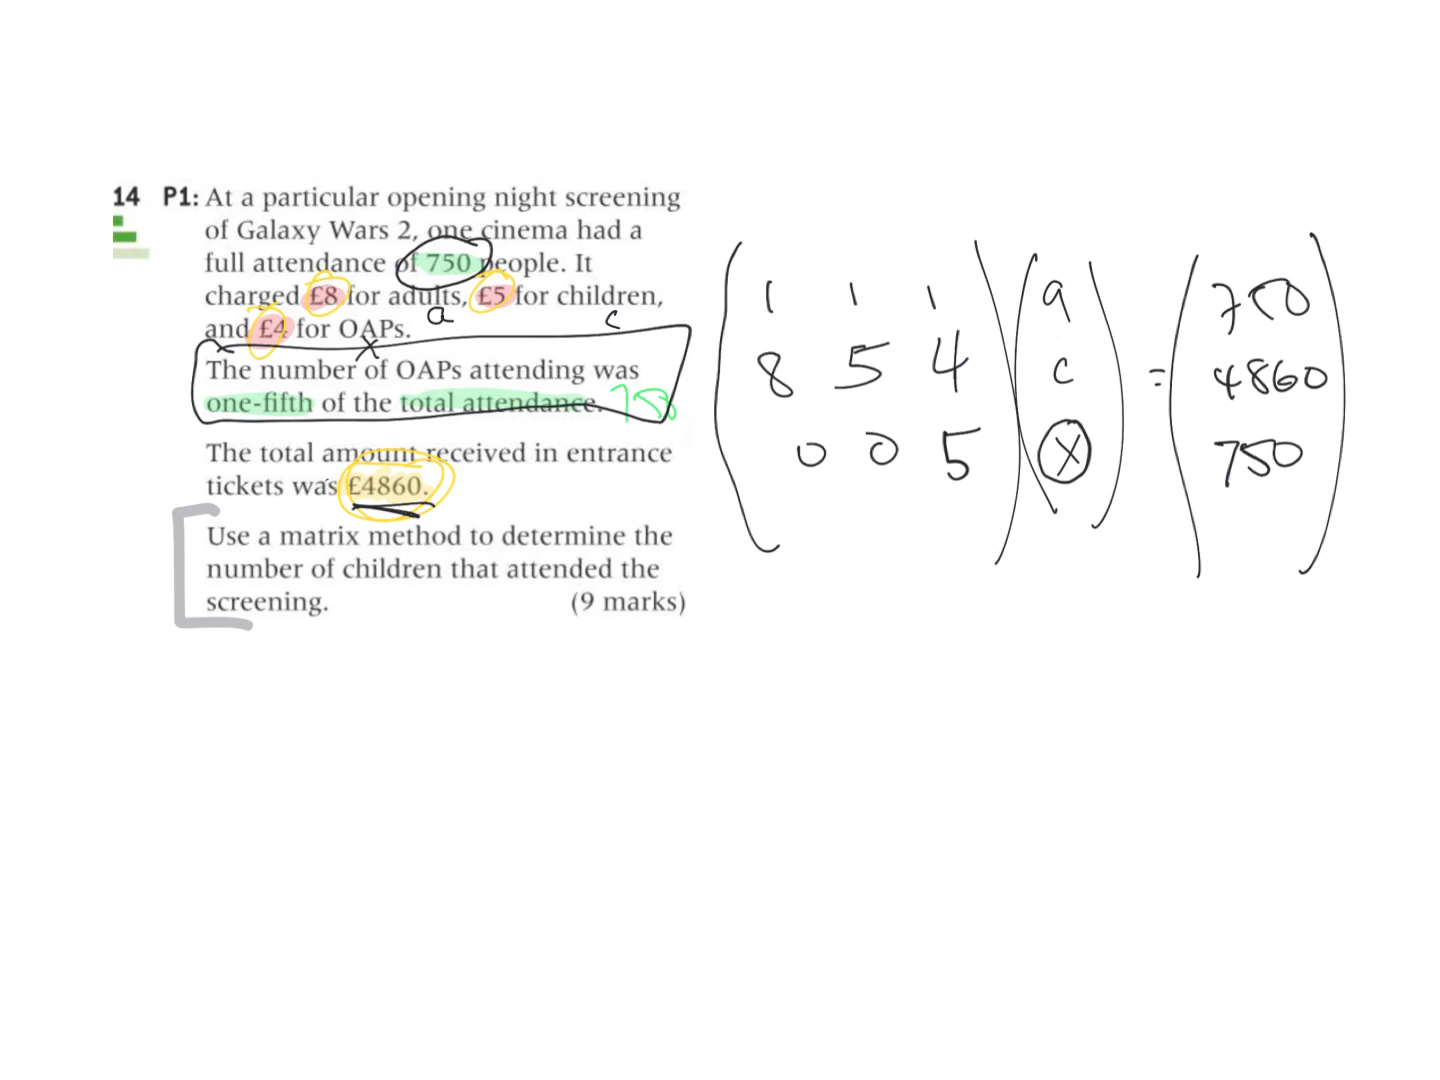 14 P1: At a particular opening night screening
of Galaxy Wars 2, one cinema had a
full attendance of 750 people. It
charged £8 for adults, £5 for children,
a c
and £4 for OAPs.
x
The number of OAPs attending was
one-fifth of the total attendance. 750
The total amount received in entrance
tickets was £4860.
Use a matrix method to determine the
number of children that attended the
screening. (9 marks)
1 1 1 a 750
8 5 4 c = 4860
0 0 5 x 750